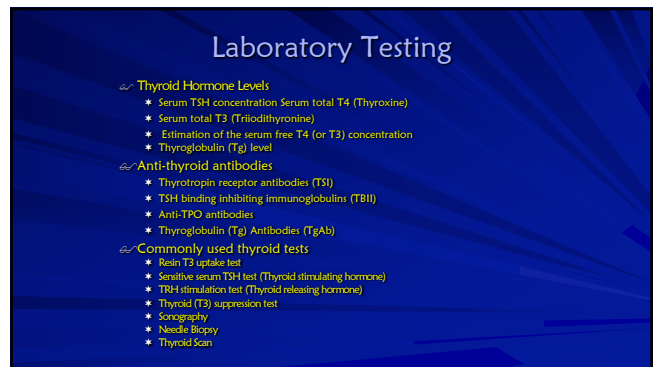 Laboratory Testing
Thyroid Hormone Levels
Serum TSH concentration Serum total T4 (Thyroxine)
Serum total T3 (Triiodithyronine)
Estimation of the serum free T4 (or T3) concentration
Thyroglobulin (Tg) level
Anti-thyroid antibodies
Thyrotropin receptor antibodies (TSI)
TSH binding inhibiting immunoglobulins (TBII)
Anti-TPO antibodies
Thyroglobulin (Tg) Antibodies (TgAb)
Commonly used thyroid tests
Resin T3 uptake test
Sensitive serum TSH test (Thyroid stimulating hormone)
TRH stimulation test (Thyroid releasing hormone)
Thyroid (T3) suppression test
Sonography
Needle Biopsy
Thyroid Scan